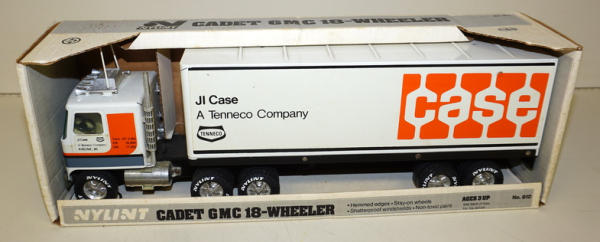 NYLINT CADET GMC 18-WHEELER
JI Case
A Tenneco Company
TENNECO
case
NYLINT CADET GMC 18-WHEELER
• Hemmed edges • Stay-on wheels
• Shatterproof windshields • Non-toxic paint
AGES 3 UP
No. 912